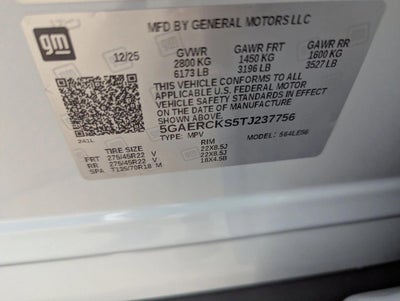 MFD BY GENERAL MOTORS LLC
gm
12/25 GVWR GAWR FRT GAWR RR
2800 KG 1450 KG 1600 KG
6173 LB 3196 LB 3527 LB
THIS VEHICLE CONFORMS TO ALL APPLICABLE
U.S. FEDERAL MOTOR VEHICLE SAFETY
STANDARDS IN EFFECT ON THE
DATE OF MANUFACTURE SHOWN ABOVE.
5GAERCKS5TJ237756
TYPE: MPV MODEL:
241L
TIRE SIZE RIM
FRT 275/45R22 V 22X8.5J
RR 275/45R22 V 22X8.5J
SPA T135/70R18 M 18X4.5B